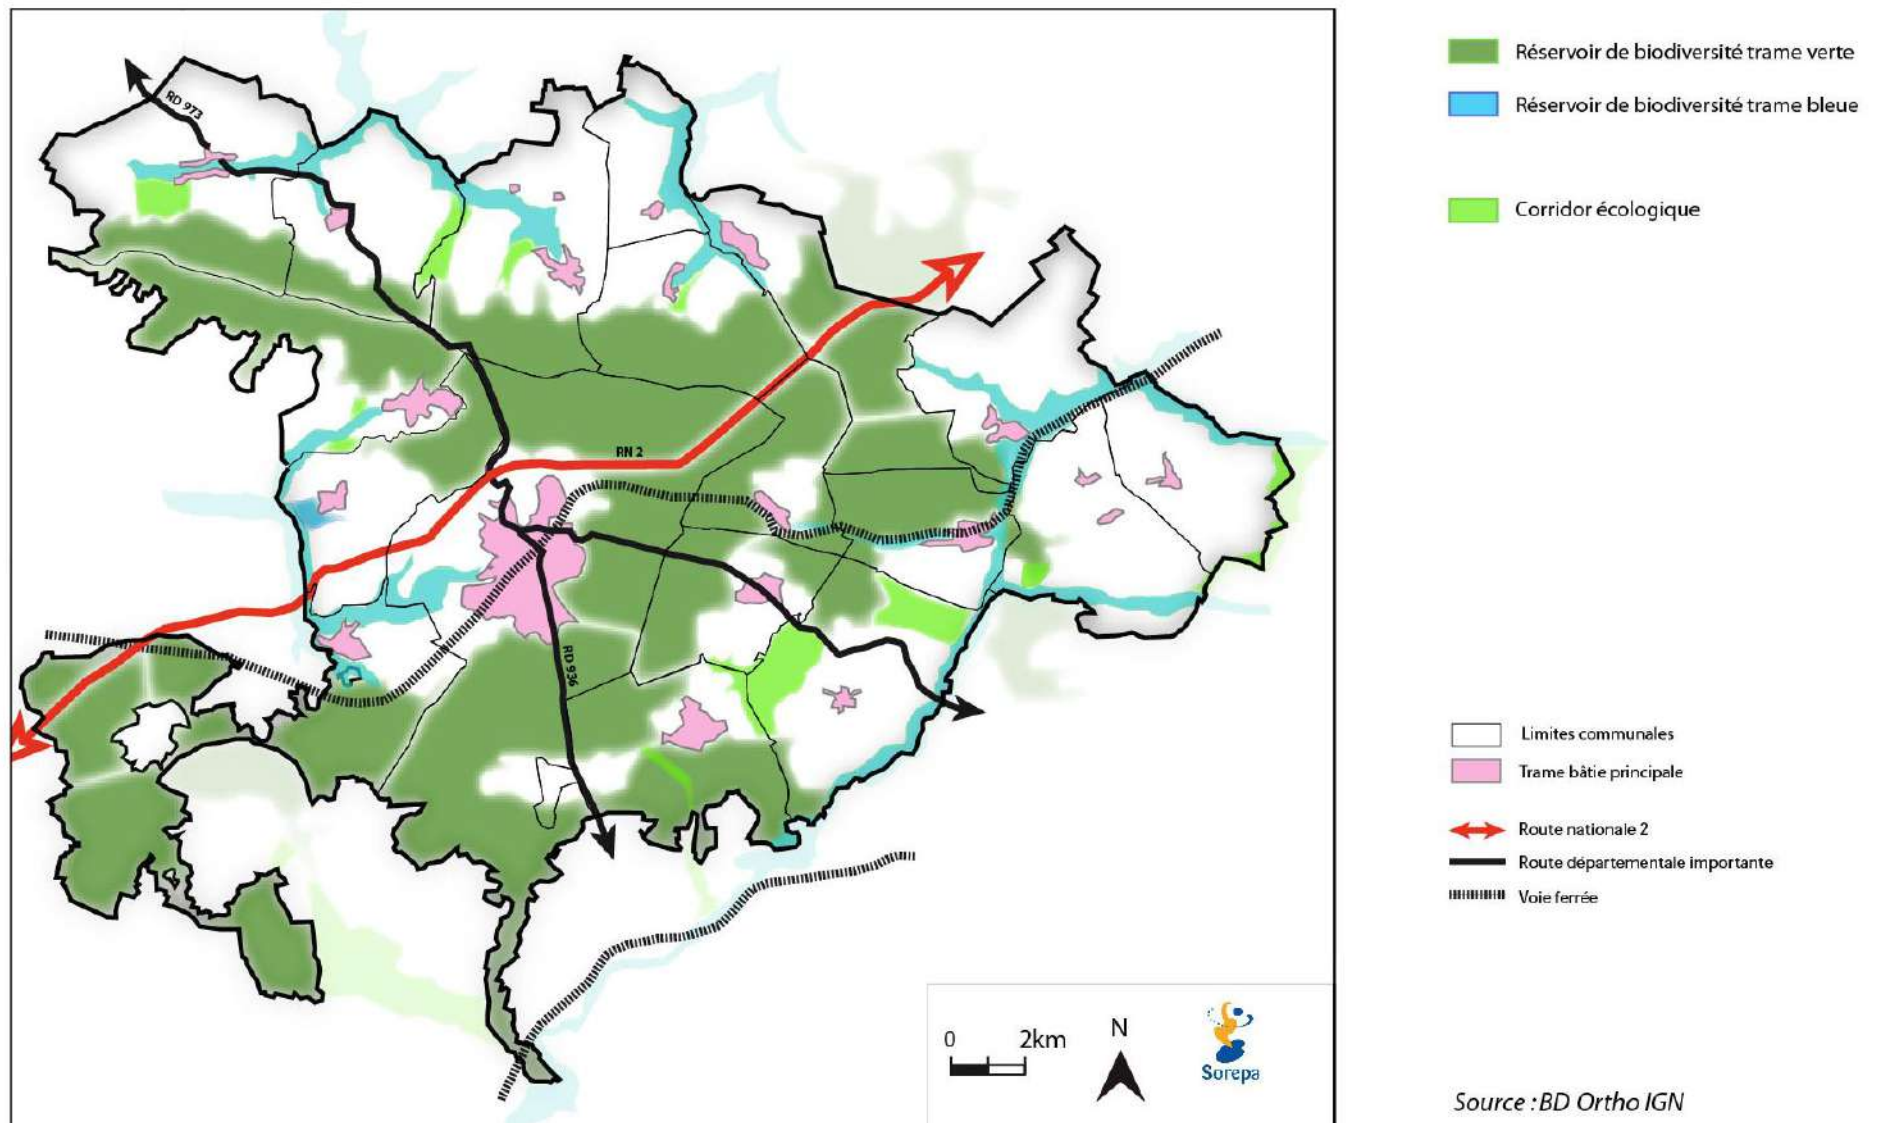 RD 973
RN 2
RD 936
0 2km
N
Sorepa
Réservoir de biodiversité trame verte
Réservoir de biodiversité trame bleue
Corridor écologique
Limites communales
Trame bâtie principale
Route nationale 2
Route départementale importante
Voie ferrée
Source : BD Ortho IGN